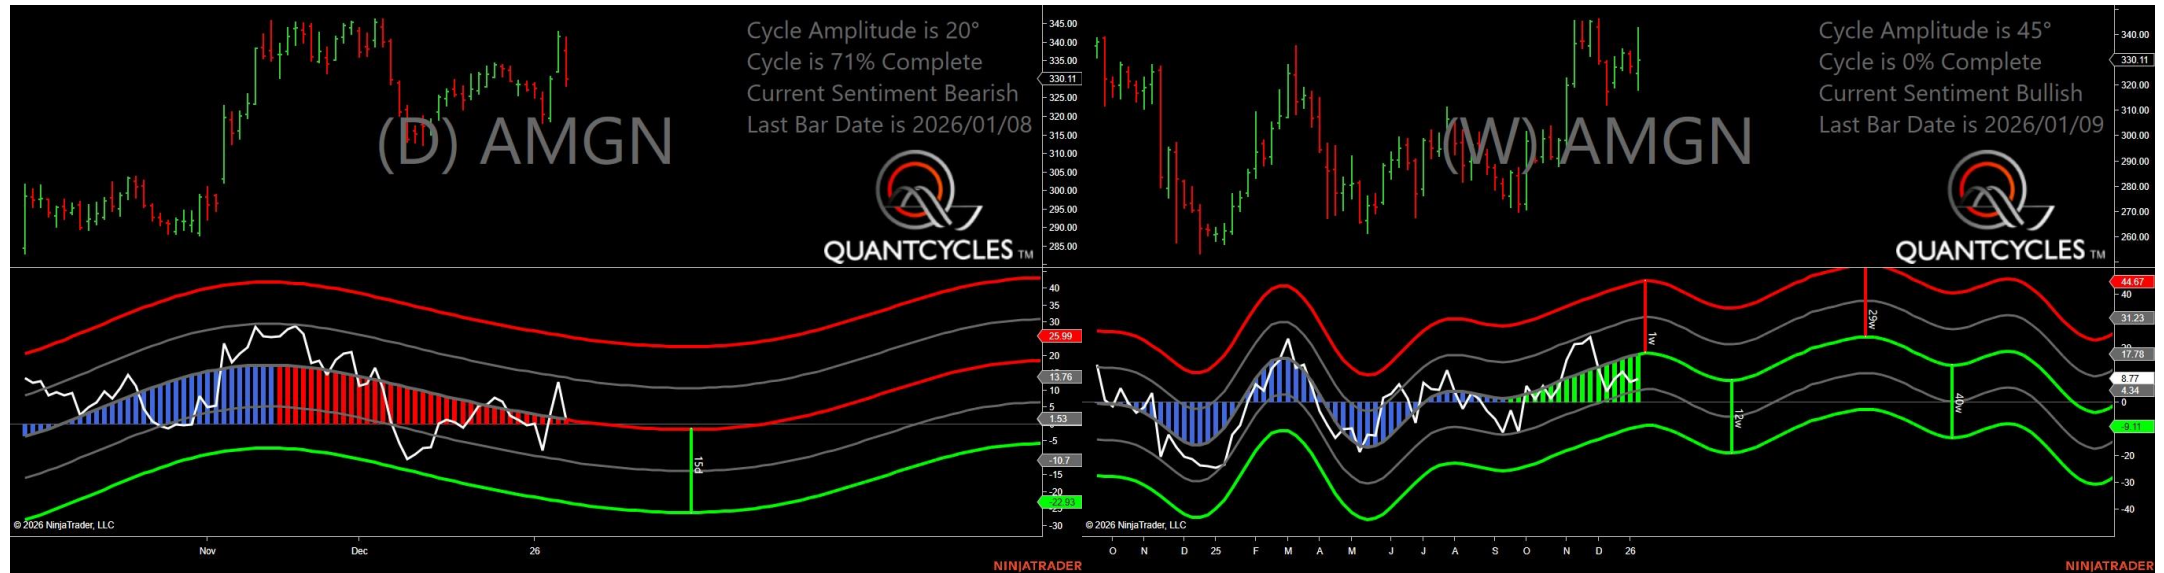 Cycle Amplitude is 20°
Cycle is 71% Complete
Current Sentiment Bearish
Last Bar Date is 2026/01/08
(D) AMGN
QUANTCYCLES TM
345.00
340.00
335.00
330.11
325.00
320.00
315.00
310.00
305.00
300.00
295.00
290.00
285.00
40
35
30
25.99
20
13.76
10
5
1.53
-5
-10.7
-15
-20
-22.93
-30
15d
© 2026 NinjaTrader, LLC
Nov
Dec
26
NINJATRADER
Cycle Amplitude is 45°
Cycle is 0% Complete
Current Sentiment Bullish
Last Bar Date is 2026/01/09
(W) AMGN
QUANTCYCLES TM
340.00
330.11
320.00
310.00
300.00
290.00
280.00
270.00
260.00
44.67
40
31.23
17.78
8.77
4.34
0
-9.11
-20
-30
-40
1w
12w
29w
40w
© 2026 NinjaTrader, LLC
O
N
D
25
F
M
A
M
J
J
A
S
O
N
D
26
NINJATRADER